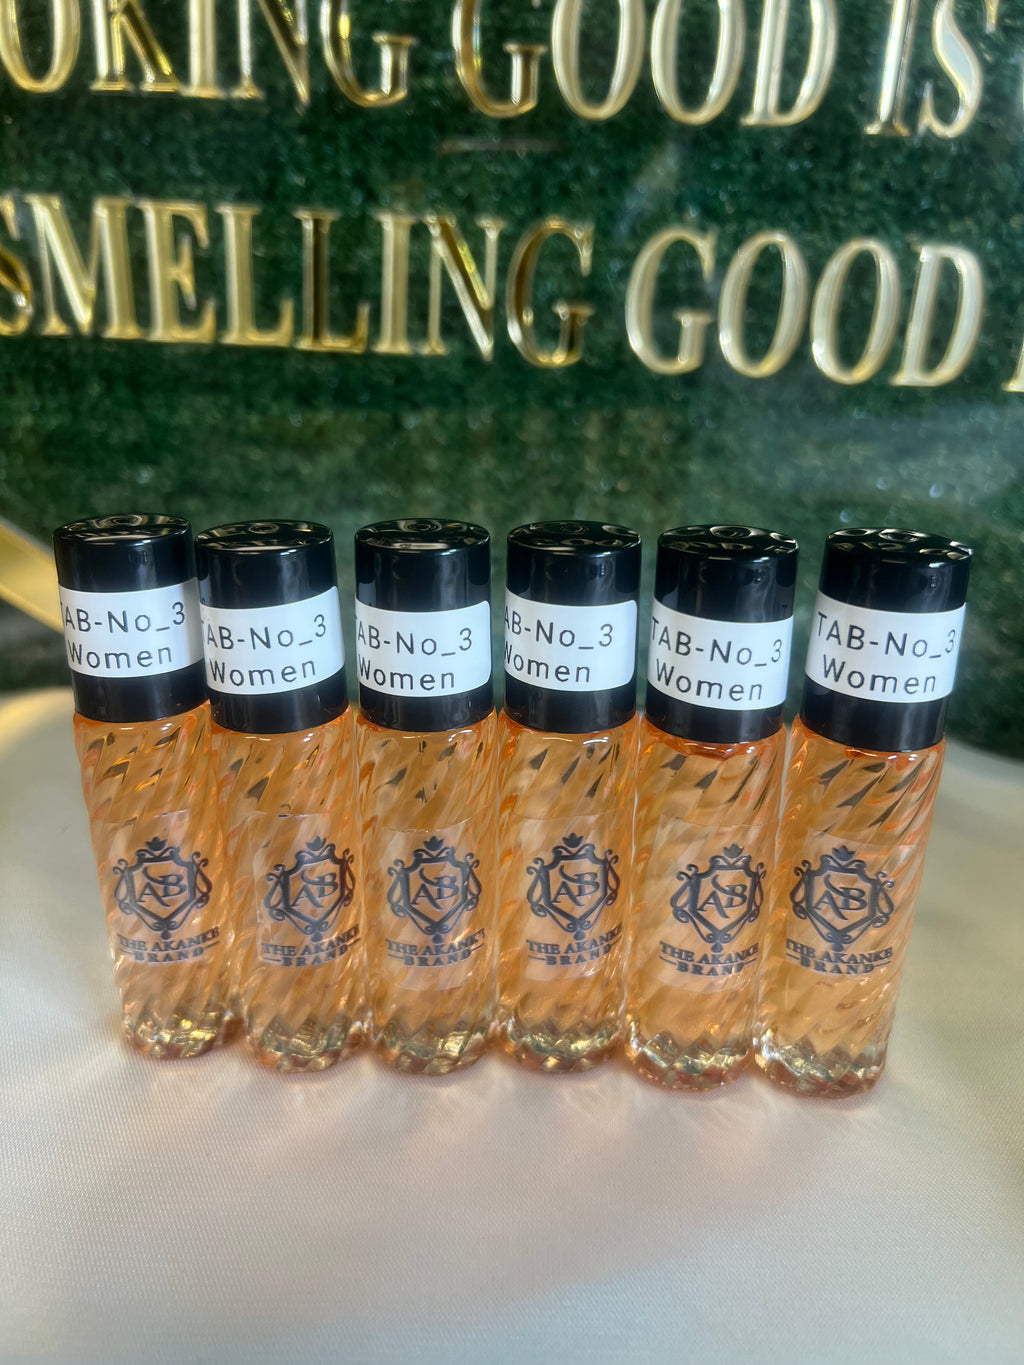 OKING GOOD IS
SMELLING GOOD
TAB-No_3
Women
TAB-No_3
Women
AB-No_3
Women
AB-No_3
Women
TAB-No_3
Women
TAB-No_3
Women
AB
THE AKANKE
BRAND
AB
THE AKANKE
BRAND
AB
THE AKANKE
BRAND
AB
THE AKANKE
BRAND
AB
THE AKANKE
BRAND
AB
THE AKANKE
BRAND